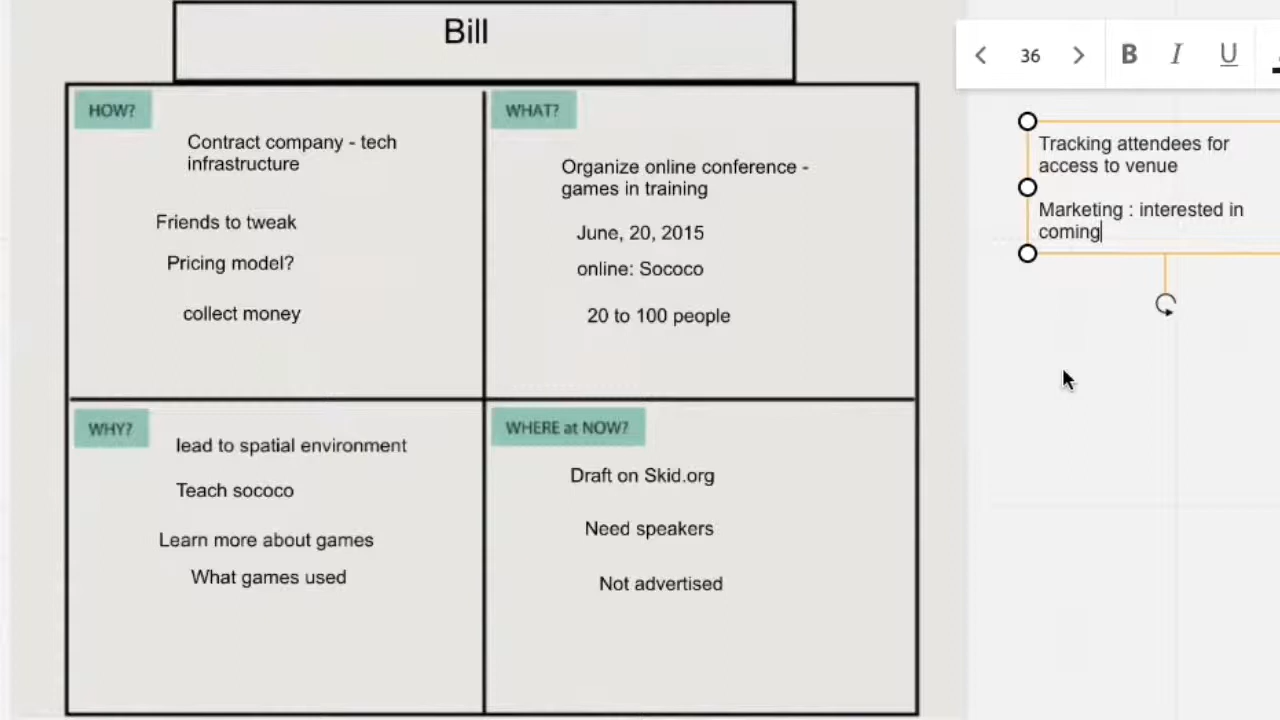 Bill
36
B
I
U
HOW?
Contract company - tech
infrastructure
Friends to tweak
Pricing model?
collect money
WHAT?
Organize online conference -
games in training
June, 20, 2015
online: Sococo
20 to 100 people
WHY?
lead to spatial environment
Teach sococo
Learn more about games
What games used
WHERE at NOW?
Draft on Skid.org
Need speakers
Not advertised
Tracking attendees for
access to venue
Marketing : interested in
coming